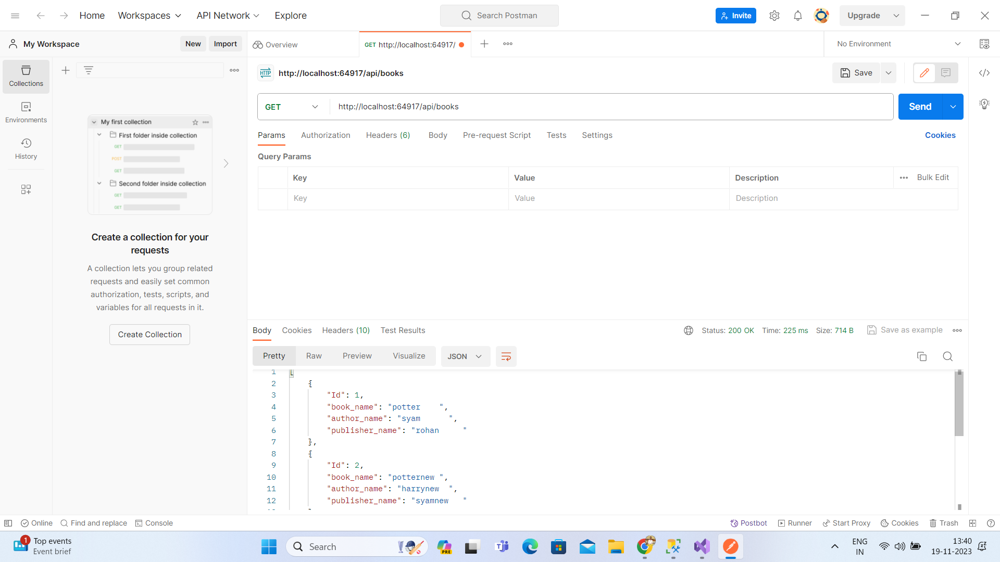 Home
Workspaces
API Network
Explore
Search Postman
Invite
Upgrade
My Workspace
New
Import
Overview
GET http://localhost:64917/
No Environment
Collections
Environments
History
My first collection
First folder inside collection
GET
POST
GET
Second folder inside collection
GET
GET
Create a collection for your
requests
A collection lets you group related
requests and easily set common
authorization, tests, scripts, and
variables for all requests in it.
Create Collection
HTTP http://localhost:64917/api/books
Save
GET
http://localhost:64917/api/books
Send
Params
Authorization
Headers (6)
Body
Pre-request Script
Tests
Settings
Cookies
Query Params
Key
Value
Description
Bulk Edit
Key
Value
Description
Body
Cookies
Headers (10)
Test Results
Status: 200 OK
Time: 225 ms
Size: 714 B
Save as example
Pretty
Raw
Preview
Visualize
JSON
1 [
2 {
3 "Id": 1,
4 "book_name": "potter    ",
5 "author_name": "syam      ",
6 "publisher_name": "rohan     "
7 },
8 {
9 "Id": 2,
10 "book_name": "potternew ",
11 "author_name": "harrynew  ",
12 "publisher_name": "syamnew   "
Online
Find and replace
Console
Postbot
Runner
Start Proxy
Cookies
Trash
1
Top events
Event brief
Search
PRE
ENG
IN
13:40
19-11-2023